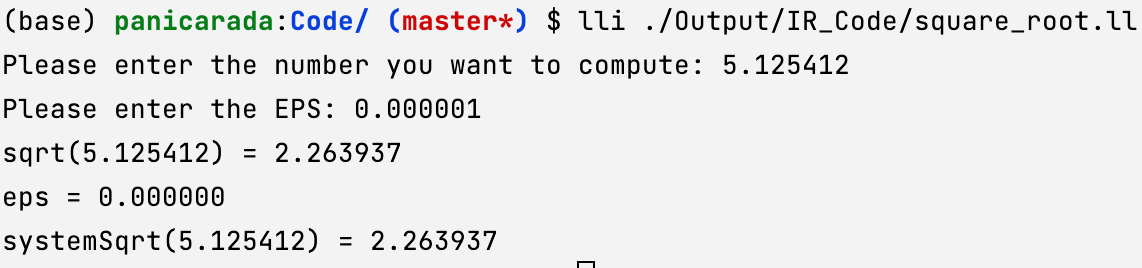 (base) panicarada:Code/ (master*) $ lli ./Output/IR_Code/square_root.ll
Please enter the number you want to compute: 5.125412
Please enter the EPS: 0.000001
sqrt(5.125412) = 2.263937
eps = 0.000000
systemSqrt(5.125412) = 2.263937